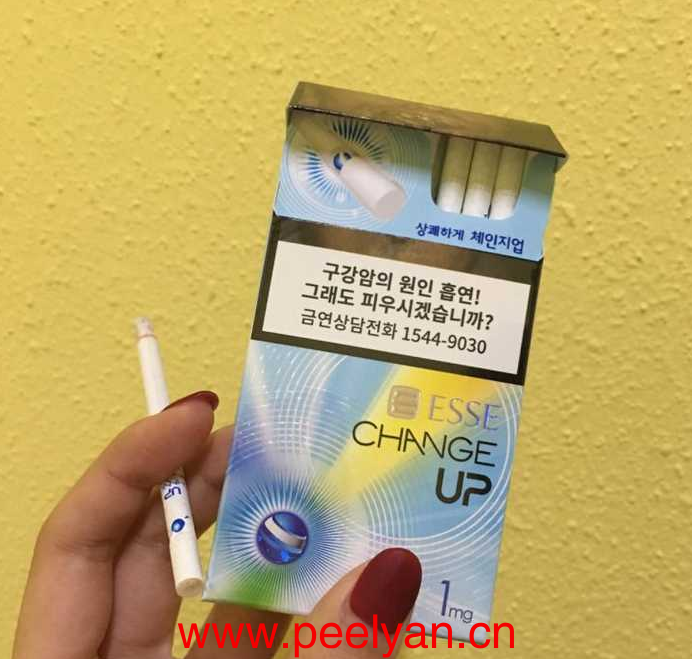 상쾌하게 체인지업
구강암의 원인 흡연!
그래도 피우시겠습니까?
금연상담전화 1544-9030
ESSE
CHANGE
UP
UP
1mg
www.peelyan.cn